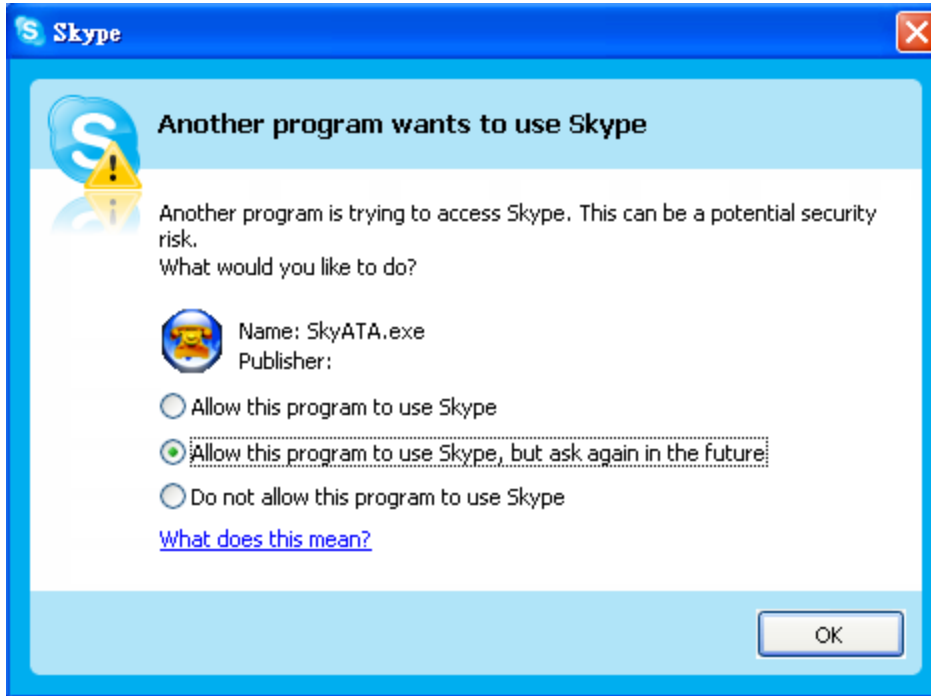 Skype
Another program wants to use Skype
Another program is trying to access Skype. This can be a potential security
risk.
What would you like to do?
Name: SkyATA.exe
Publisher:
Allow this program to use Skype
Allow this program to use Skype, but ask again in the future
Do not allow this program to use Skype
What does this mean?
OK